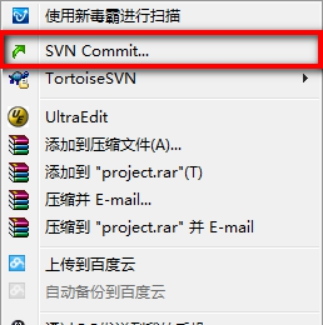 使用新毒霸进行扫描
SVN Commit...
TortoiseSVN
UltraEdit
添加到压缩文件(A)...
添加到 "project.rar"(T)
压缩并 E-mail...
压缩到 "project.rar" 并 E-mail
上传到百度云
自动备份到百度云